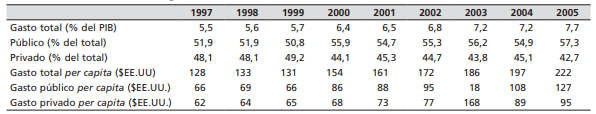 1997 1998 1999 2000 2001 2002 2003 2004 2005
Gasto total (% del PIB) 5,5 5,6 5,7 6,4 6,5 6,8 7,2 7,2 7,7
Público (% del total) 51,9 51,9 50,8 55,9 54,7 55,3 56,2 54,9 57,3
Privado (% del total) 48,1 48,1 49,2 44,1 45,3 44,7 43,8 45,1 42,7
Gasto total per capita ($EE.UU) 128 133 131 154 161 172 186 197 222
Gasto público per capita ($EE.UU.) 66 69 66 86 88 95 18 108 127
Gasto privado per capita ($EE.UU.) 62 64 65 68 73 77 168 89 95